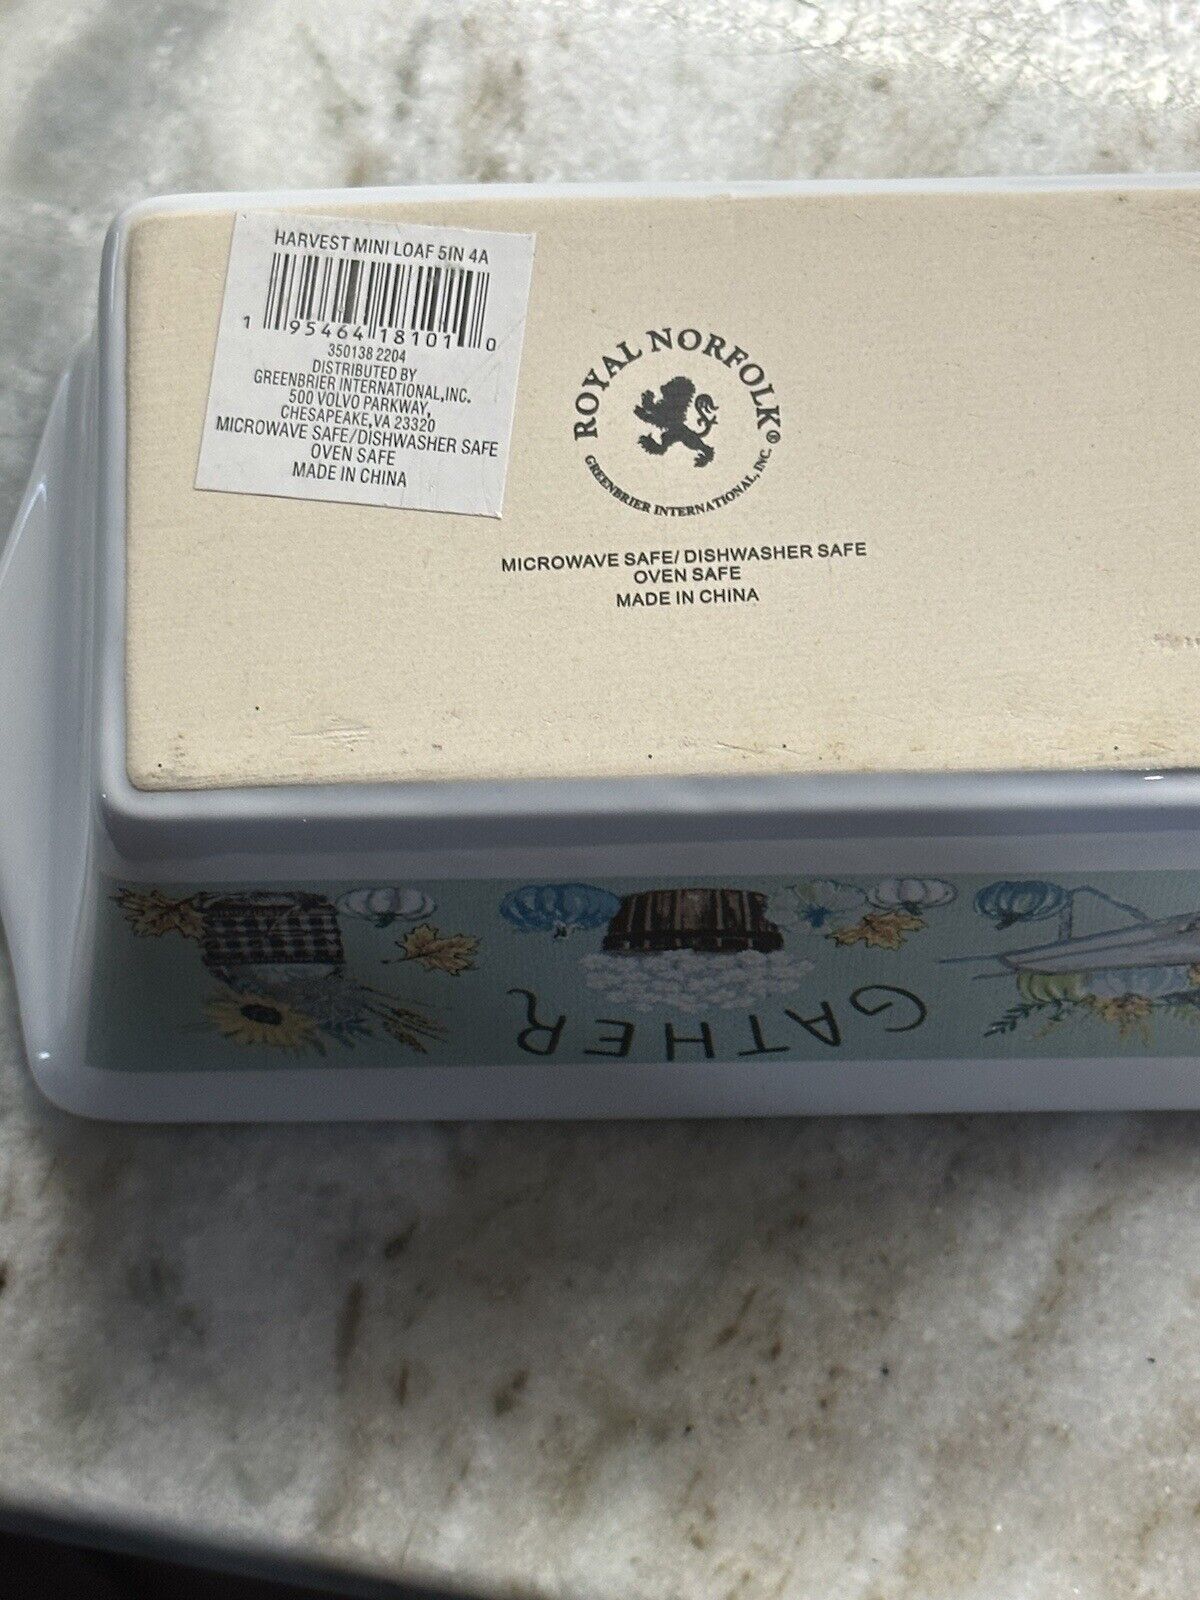 HARVEST MINI LOAF 5IN 4A
1 95464 18101 0
350138 2204
DISTRIBUTED BY
GREENBRIER INTERNATIONAL,INC.
500 VOLVO PARKWAY,
CHESAPEAKE,VA 23320
MICROWAVE SAFE/DISHWASHER SAFE
OVEN SAFE
MADE IN CHINA
ROYAL NORFOLK®
GREENBRIER INTERNATIONAL, INC.
MICROWAVE SAFE/ DISHWASHER SAFE
OVEN SAFE
MADE IN CHINA
GATHER